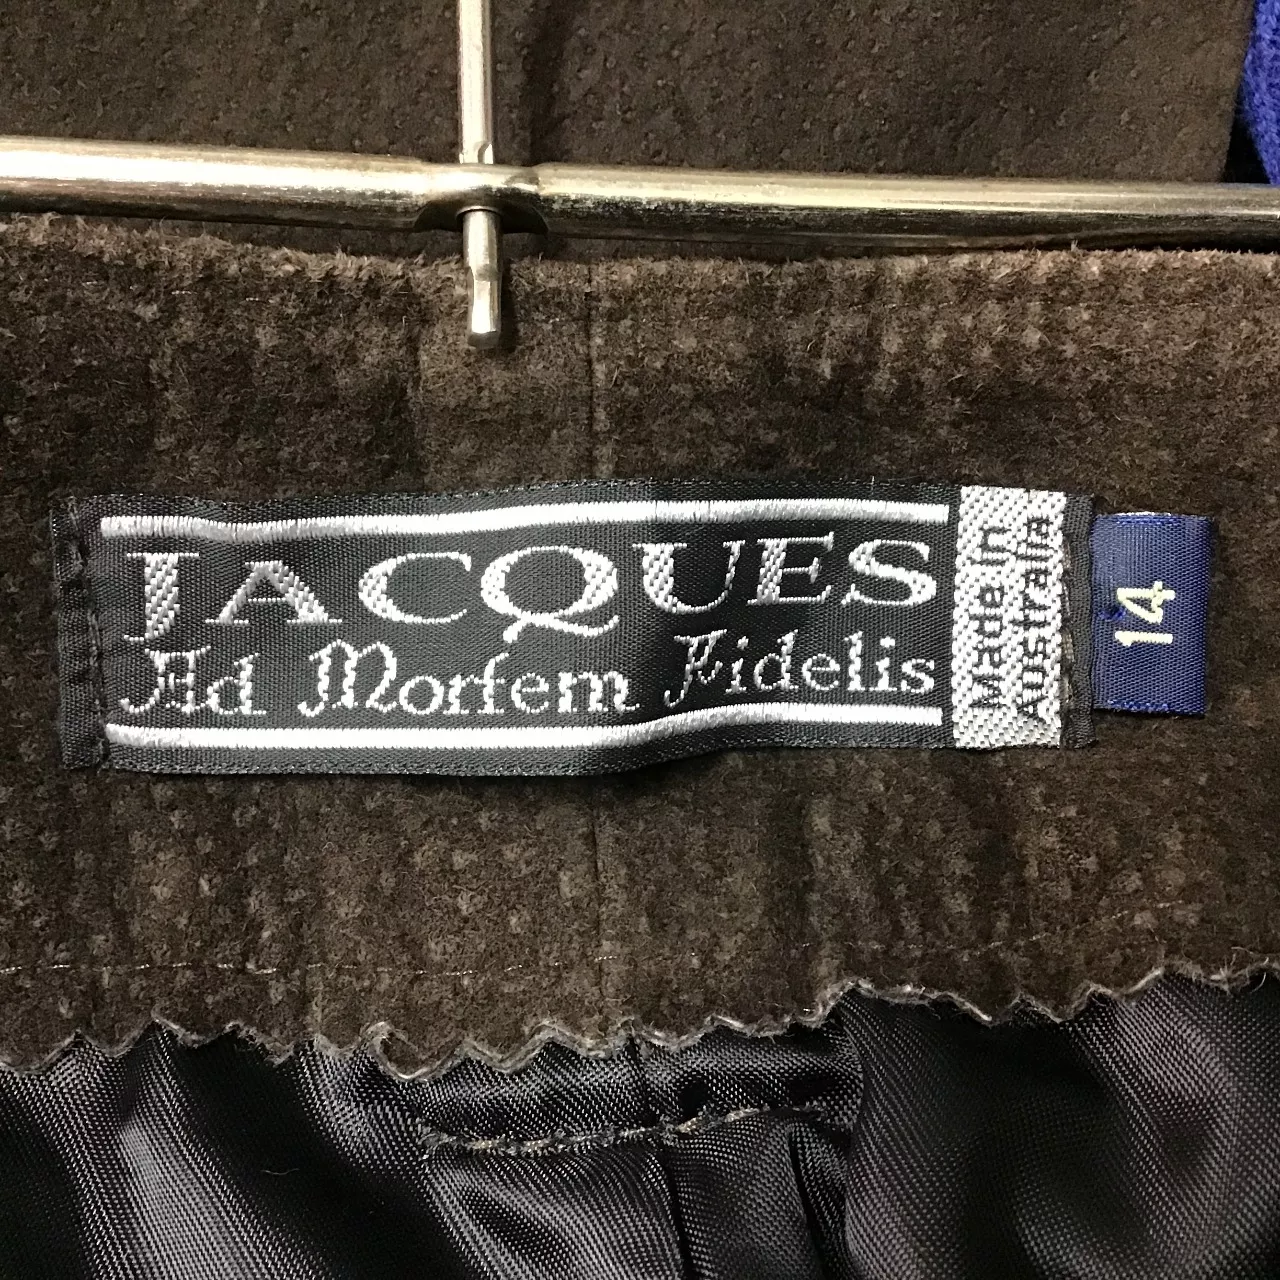 JACQUES
Ad Mortem Fidelis
Made in
Australia
14